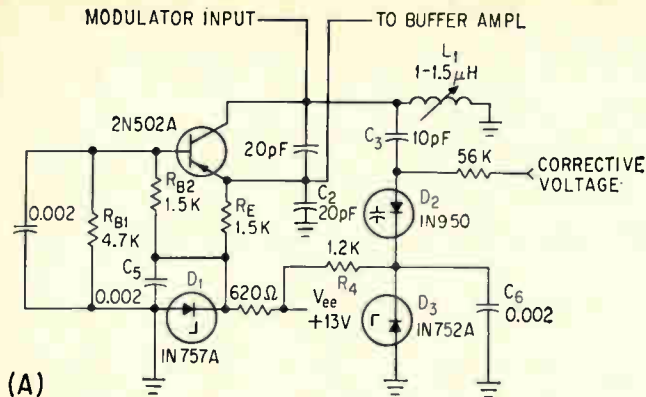 MODULATOR INPUT
TO BUFFER AMPL
L1
1-1.5μH
2N502A
20pF
C3
10pF
56K
CORRECTIVE
VOLTAGE
C2
20pF
D2
IN950
0.002
RB1
4.7K
RB2
1.5K
RE
1.5K
1.2K
R4
C5
0.002
D1
620Ω
Vee
+13V
D3
IN752A
C6
0.002
IN757A
(A)